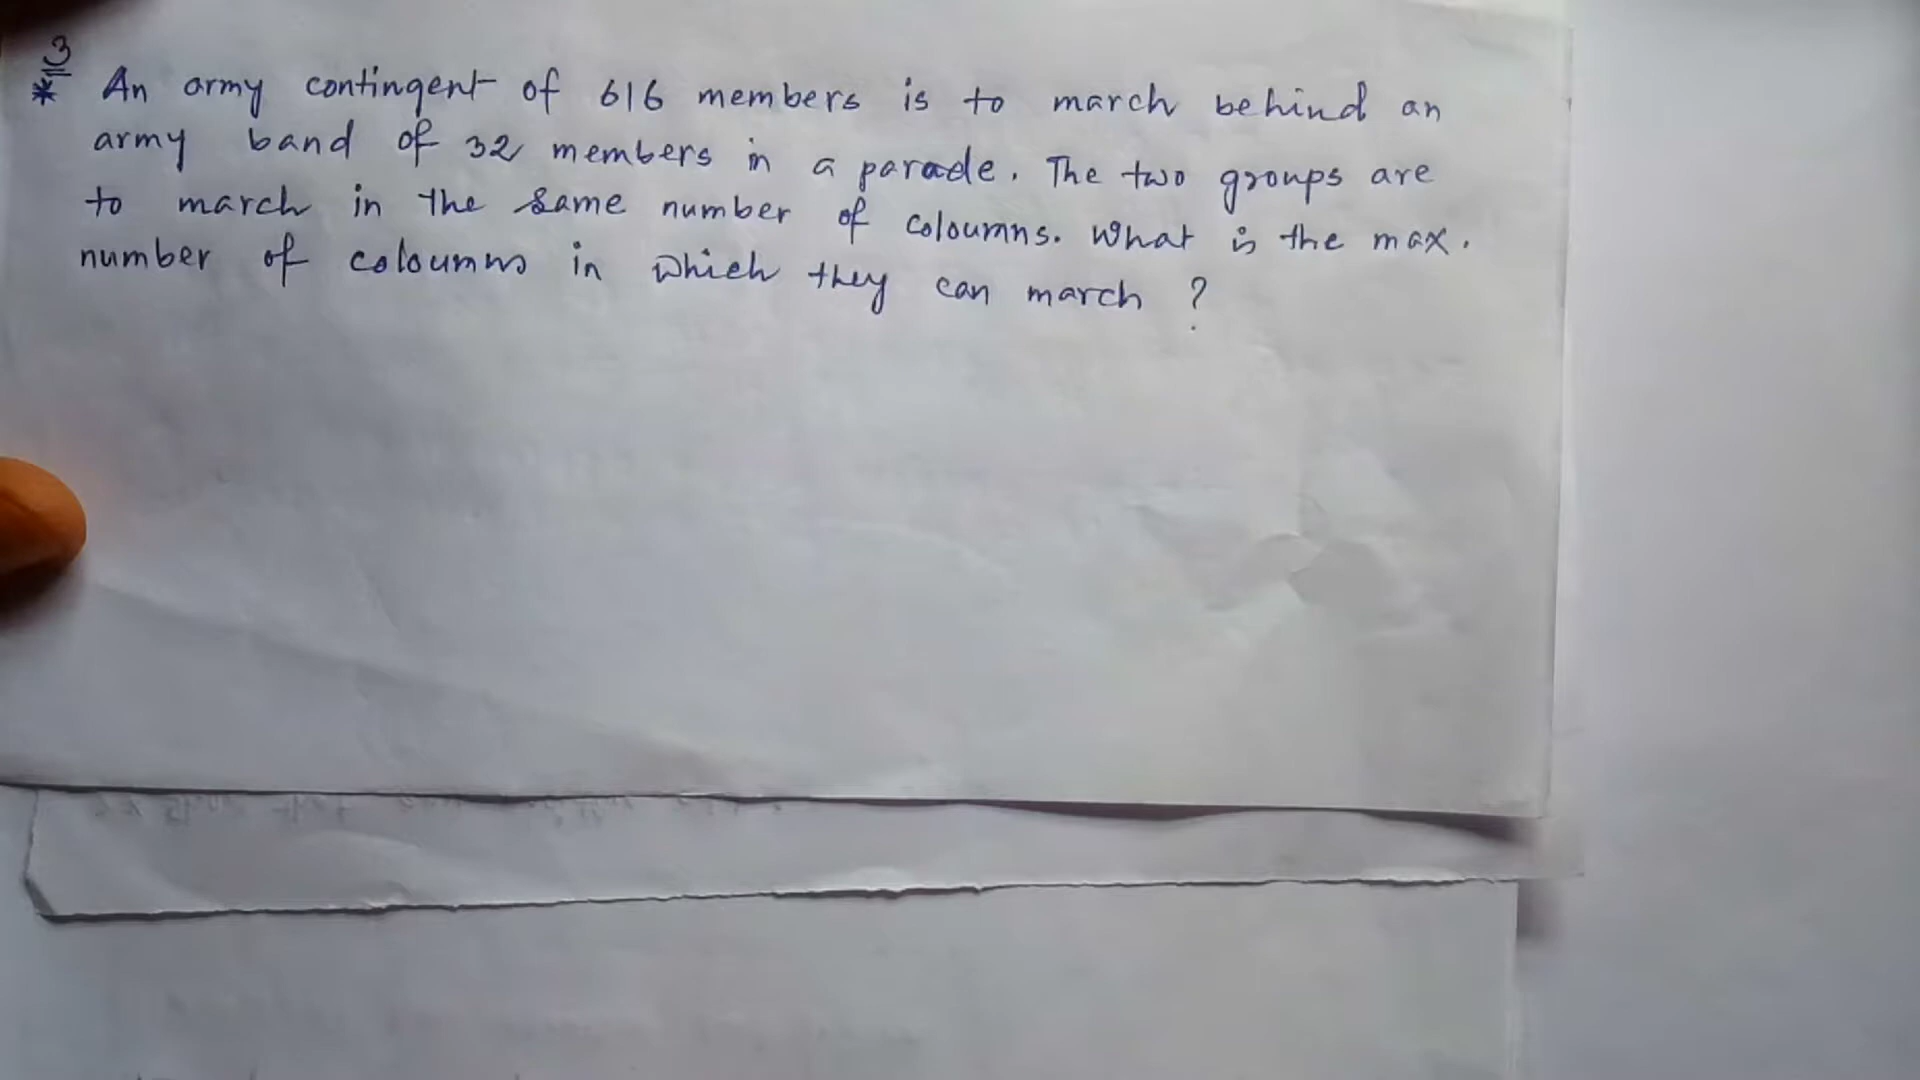 *13 An army contingent of 616 members is to march behind an
army band of 32 members in a parade. The two groups are
to march in the same number of coloumns. What is the max.
number of coloumns in which they can march ?